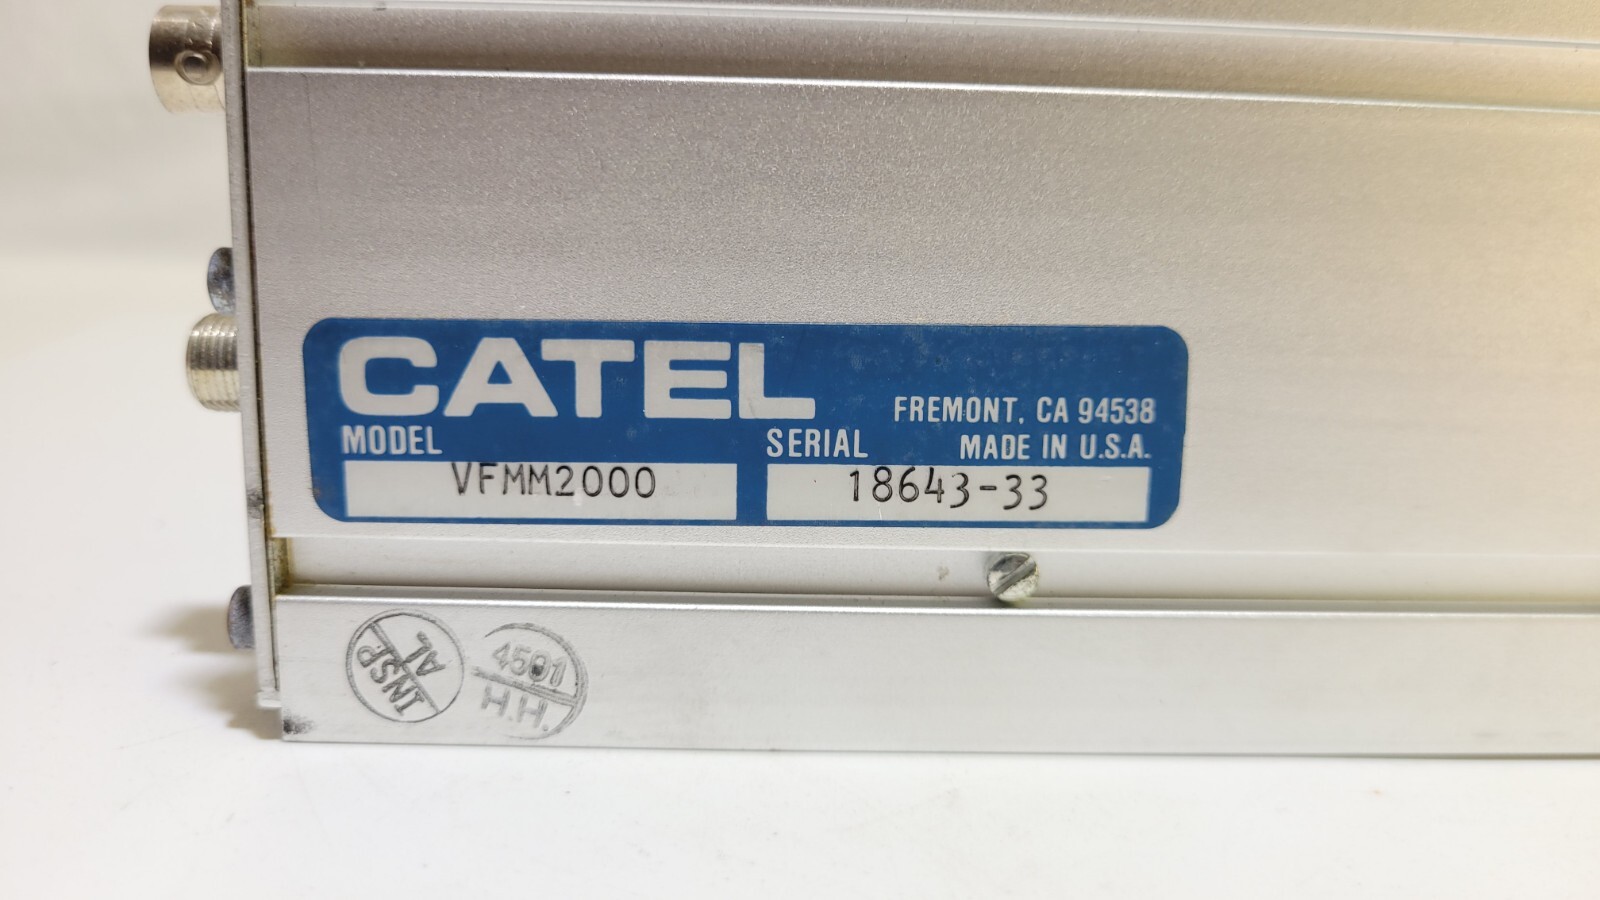 CATEL
FREMONT, CA 94538
MODEL
SERIAL
MADE IN U.S.A.
VFMM2000
18643-33
INSP
AL
4501
H.H.